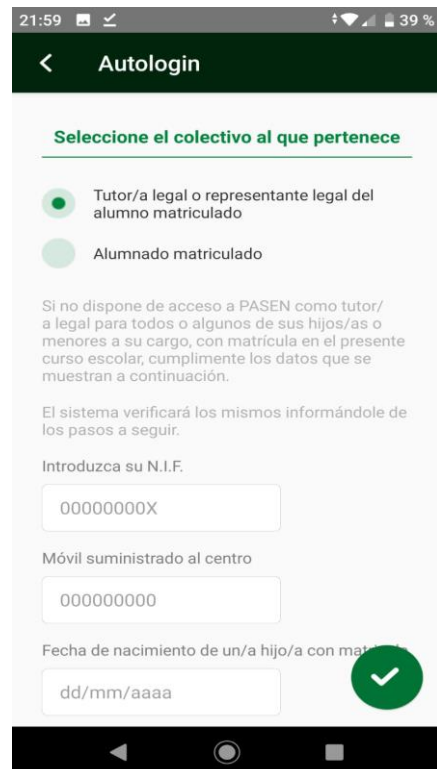 21:59 39 %
Autologin
Seleccione el colectivo al que pertenece
Tutor/a legal o representante legal del
alumno matriculado
Alumnado matriculado
Si no dispone de acceso a PASEN como tutor/
a legal para todos o algunos de sus hijos/as o
menores a su cargo, con matrícula en el presente
curso escolar, cumplimente los datos que se
muestran a continuación.
El sistema verificará los mismos informándole de
los pasos a seguir.
Introduzca su N.I.F.
00000000X
Móvil suministrado al centro
000000000
Fecha de nacimiento de un/a hijo/a con
dd/mm/aaaa